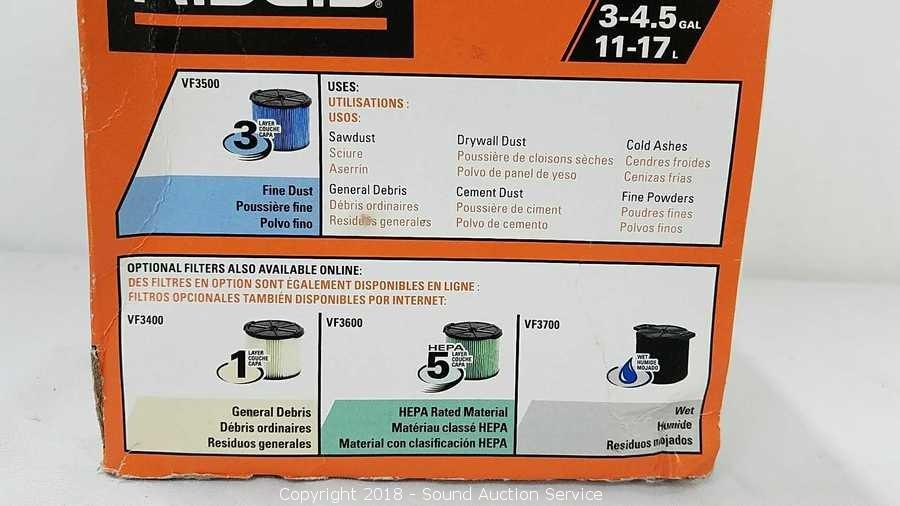 RIDGID®
3-4.5 GAL
11-17 L
VF3500
3 LAYER COUCHE CAPA
Fine Dust
Poussière fine
Polvo fino
USES:
UTILISATIONS :
USOS:
Sawdust
Sciure
Aserrín
General Debris
Débris ordinaires
Residuos generales
Drywall Dust
Poussière de cloisons sèches
Polvo de panel de yeso
Cement Dust
Poussière de ciment
Polvo de cemento
Cold Ashes
Cendres froides
Cenizas frías
Fine Powders
Poudres fines
Polvos finos
OPTIONAL FILTERS ALSO AVAILABLE ONLINE:
DES FILTRES EN OPTION SONT ÉGALEMENT DISPONIBLES EN LIGNE :
FILTROS OPCIONALES TAMBIÉN DISPONIBLES POR INTERNET:
VF3400
1 LAYER COUCHE CAPA
General Debris
Débris ordinaires
Residuos generales
VF3600
HEPA
5 LAYER COUCHE CAPA
HEPA Rated Material
Matériau classé HEPA
Material con clasificación HEPA
VF3700
WET
HUMIDE
MOJADO
Wet
Humide
Residuos mojados
Copyright 2018 - Sound Auction Service